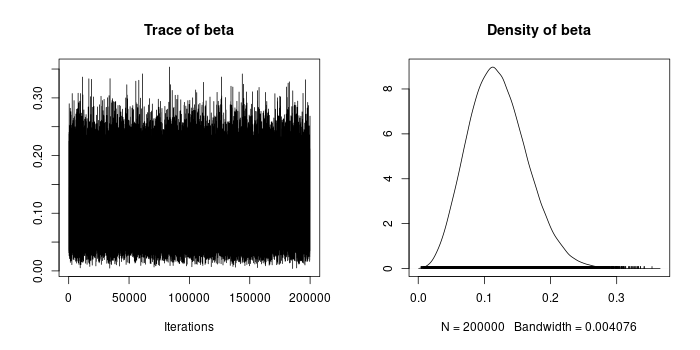 Trace of beta
0.00 0.10 0.20 0.30
0 50000 100000 150000 200000
Iterations
Density of beta
0 2 4 6 8
0.0 0.1 0.2 0.3
N = 200000 Bandwidth = 0.004076